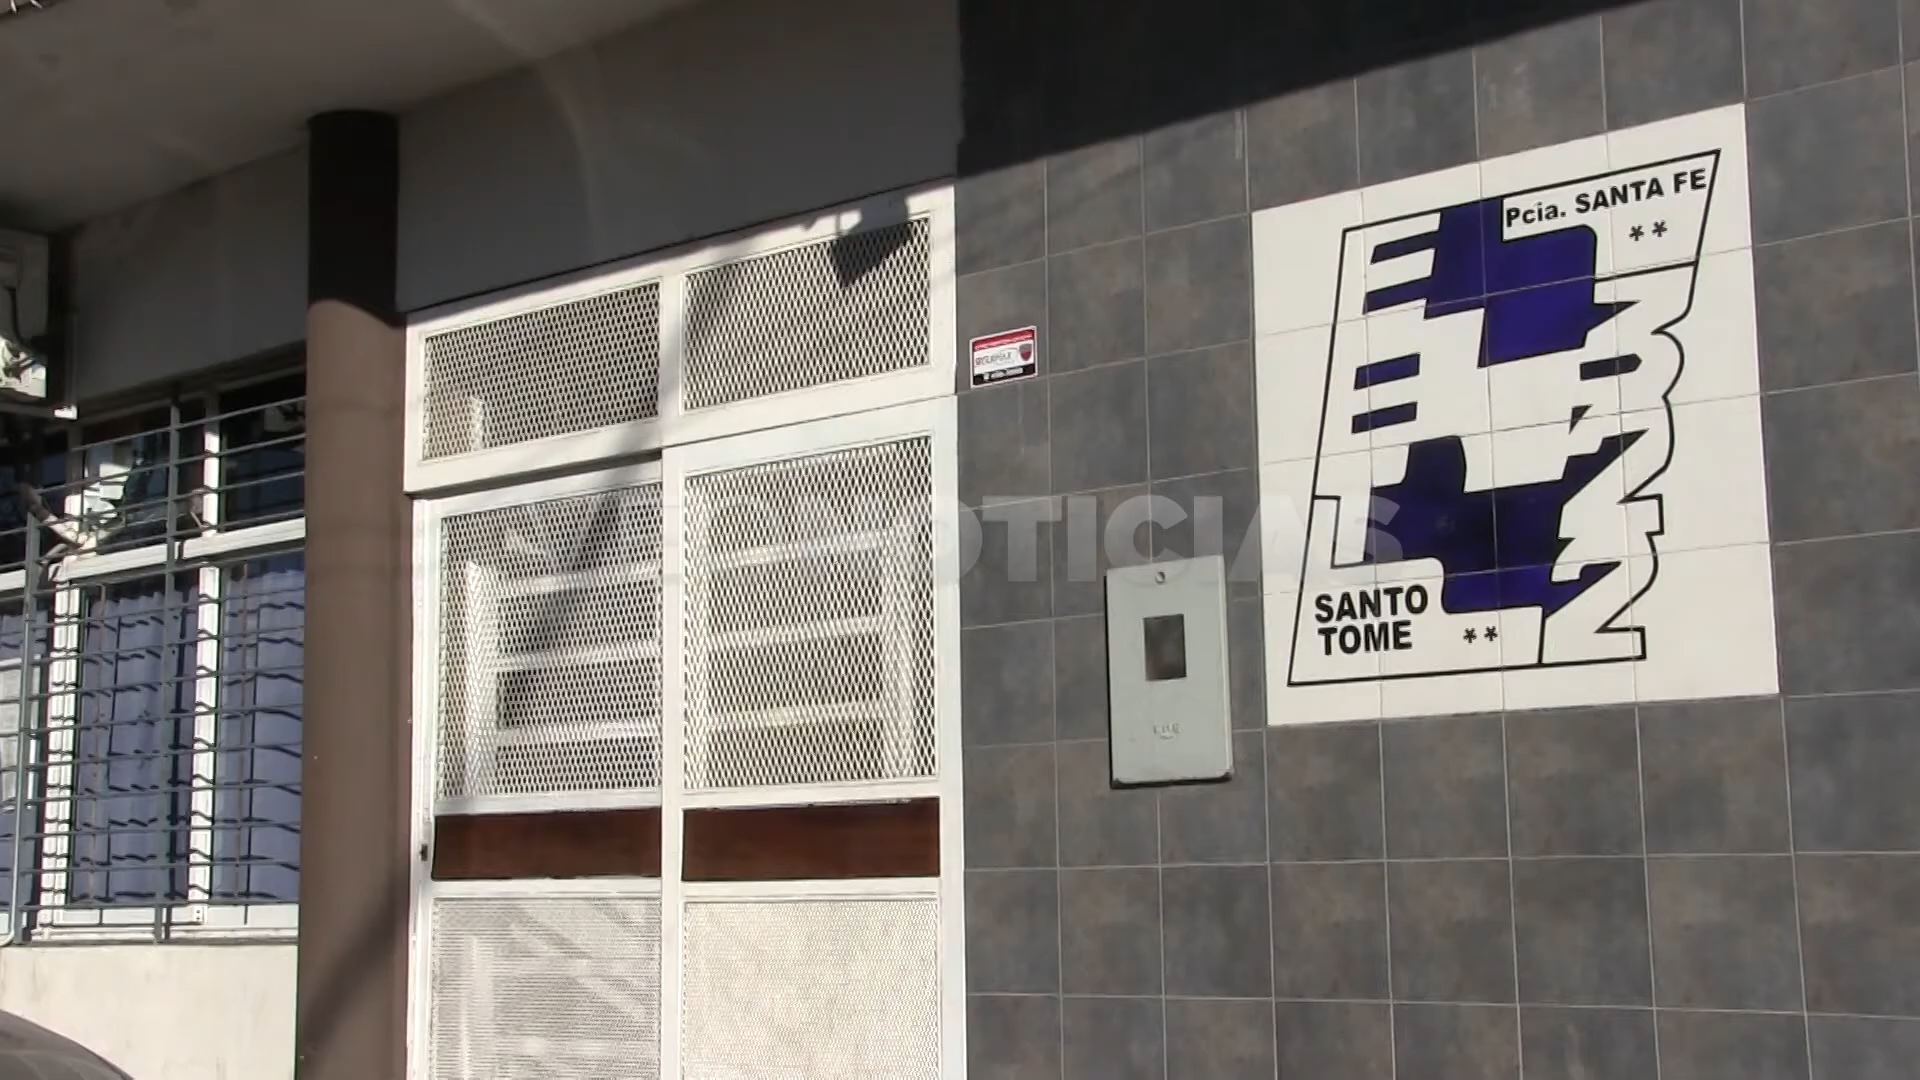 Pcia. SANTA FE
**
SANTO
TOME
**
NOTICIAS